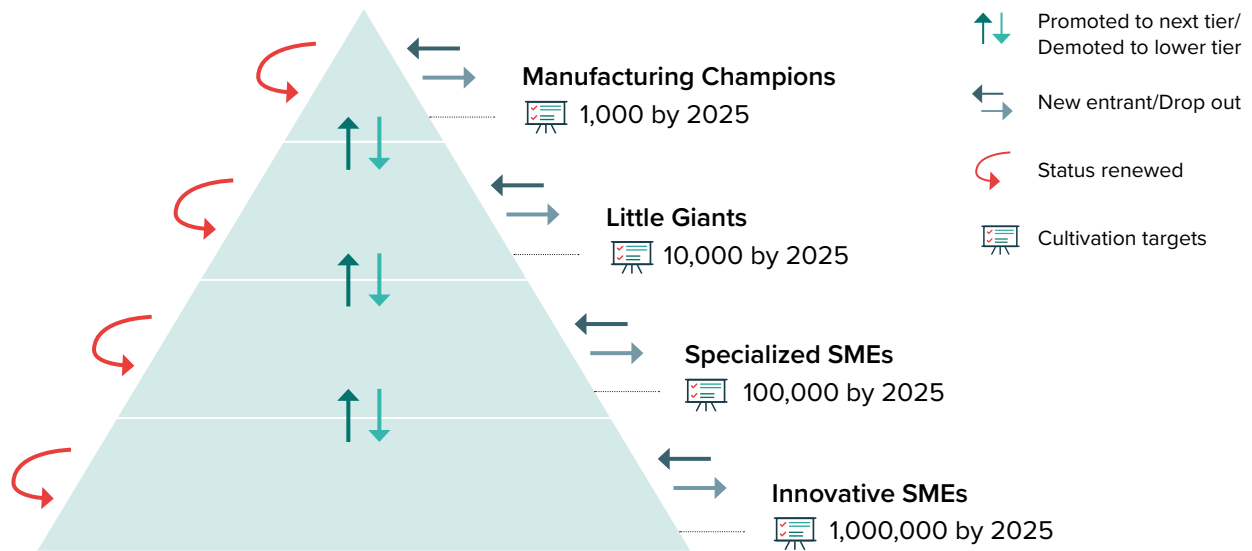 Manufacturing Champions
1,000 by 2025
Little Giants
10,000 by 2025
Specialized SMEs
100,000 by 2025
Innovative SMEs
1,000,000 by 2025
Promoted to next tier/
Demoted to lower tier
New entrant/Drop out
Status renewed
Cultivation targets